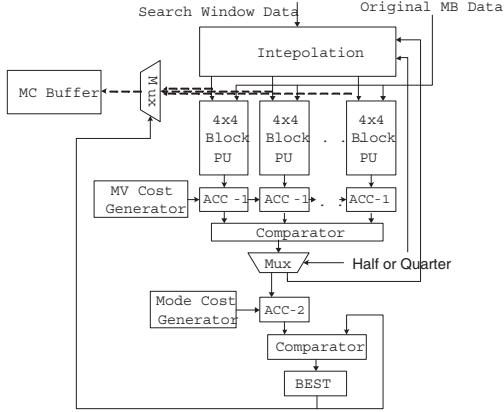 Search Window Data
Original MB Data
Intepolation
Mux
MC Buffer
4x4
Block
PU
4x4
Block
PU
. .
4x4
Block
PU
MV Cost
Generator
ACC -1
ACC -1
. .
ACC-1
Comparator
Mux
Half or Quarter
Mode Cost
Generator
ACC-2
Comparator
BEST